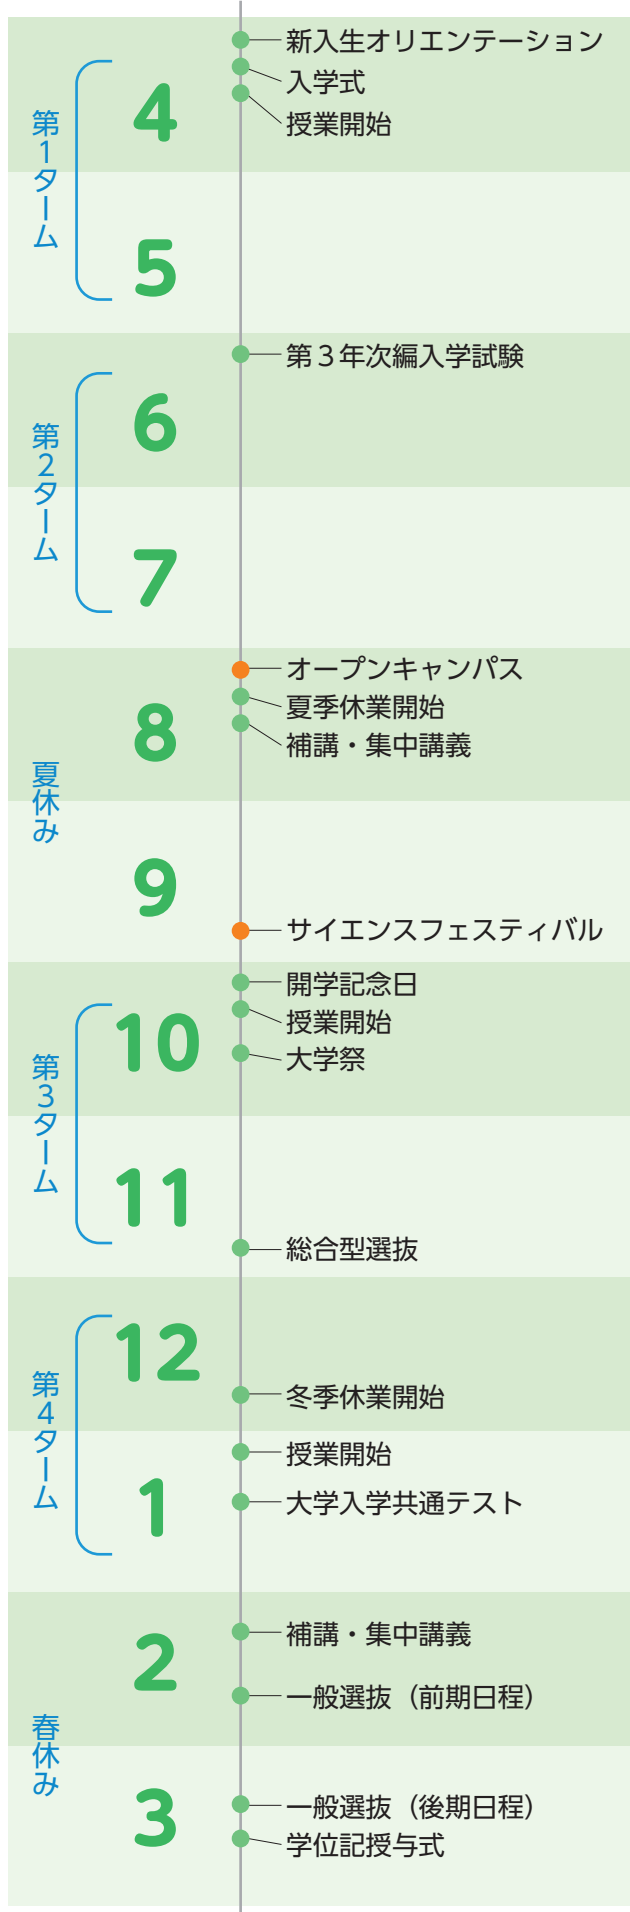 第1ターム
4
新入生オリエンテーション
入学式
授業開始
5
第2ターム
第３年次編入学試験
6
7
夏休み
オープンキャンパス
夏季休業開始
補講・集中講義
8
9
サイエンスフェスティバル
第3ターム
開学記念日
授業開始
大学祭
10
11
総合型選抜
第4ターム
12
冬季休業開始
授業開始
大学入学共通テスト
1
春休み
補講・集中講義
2
一般選抜（前期日程）
3
一般選抜（後期日程）
学位記授与式